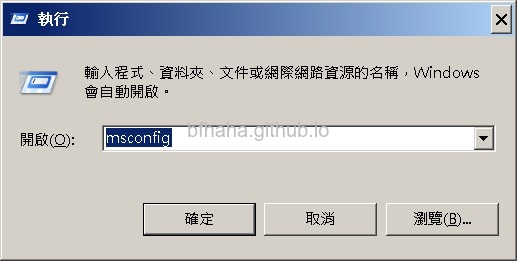 執行
輸入程式、資料夾、文件或網際網路資源的名稱，Windows
會自動開啟。
開啟(O):
msconfig
bfhaha.github.io
確定
取消
瀏覽(B)...